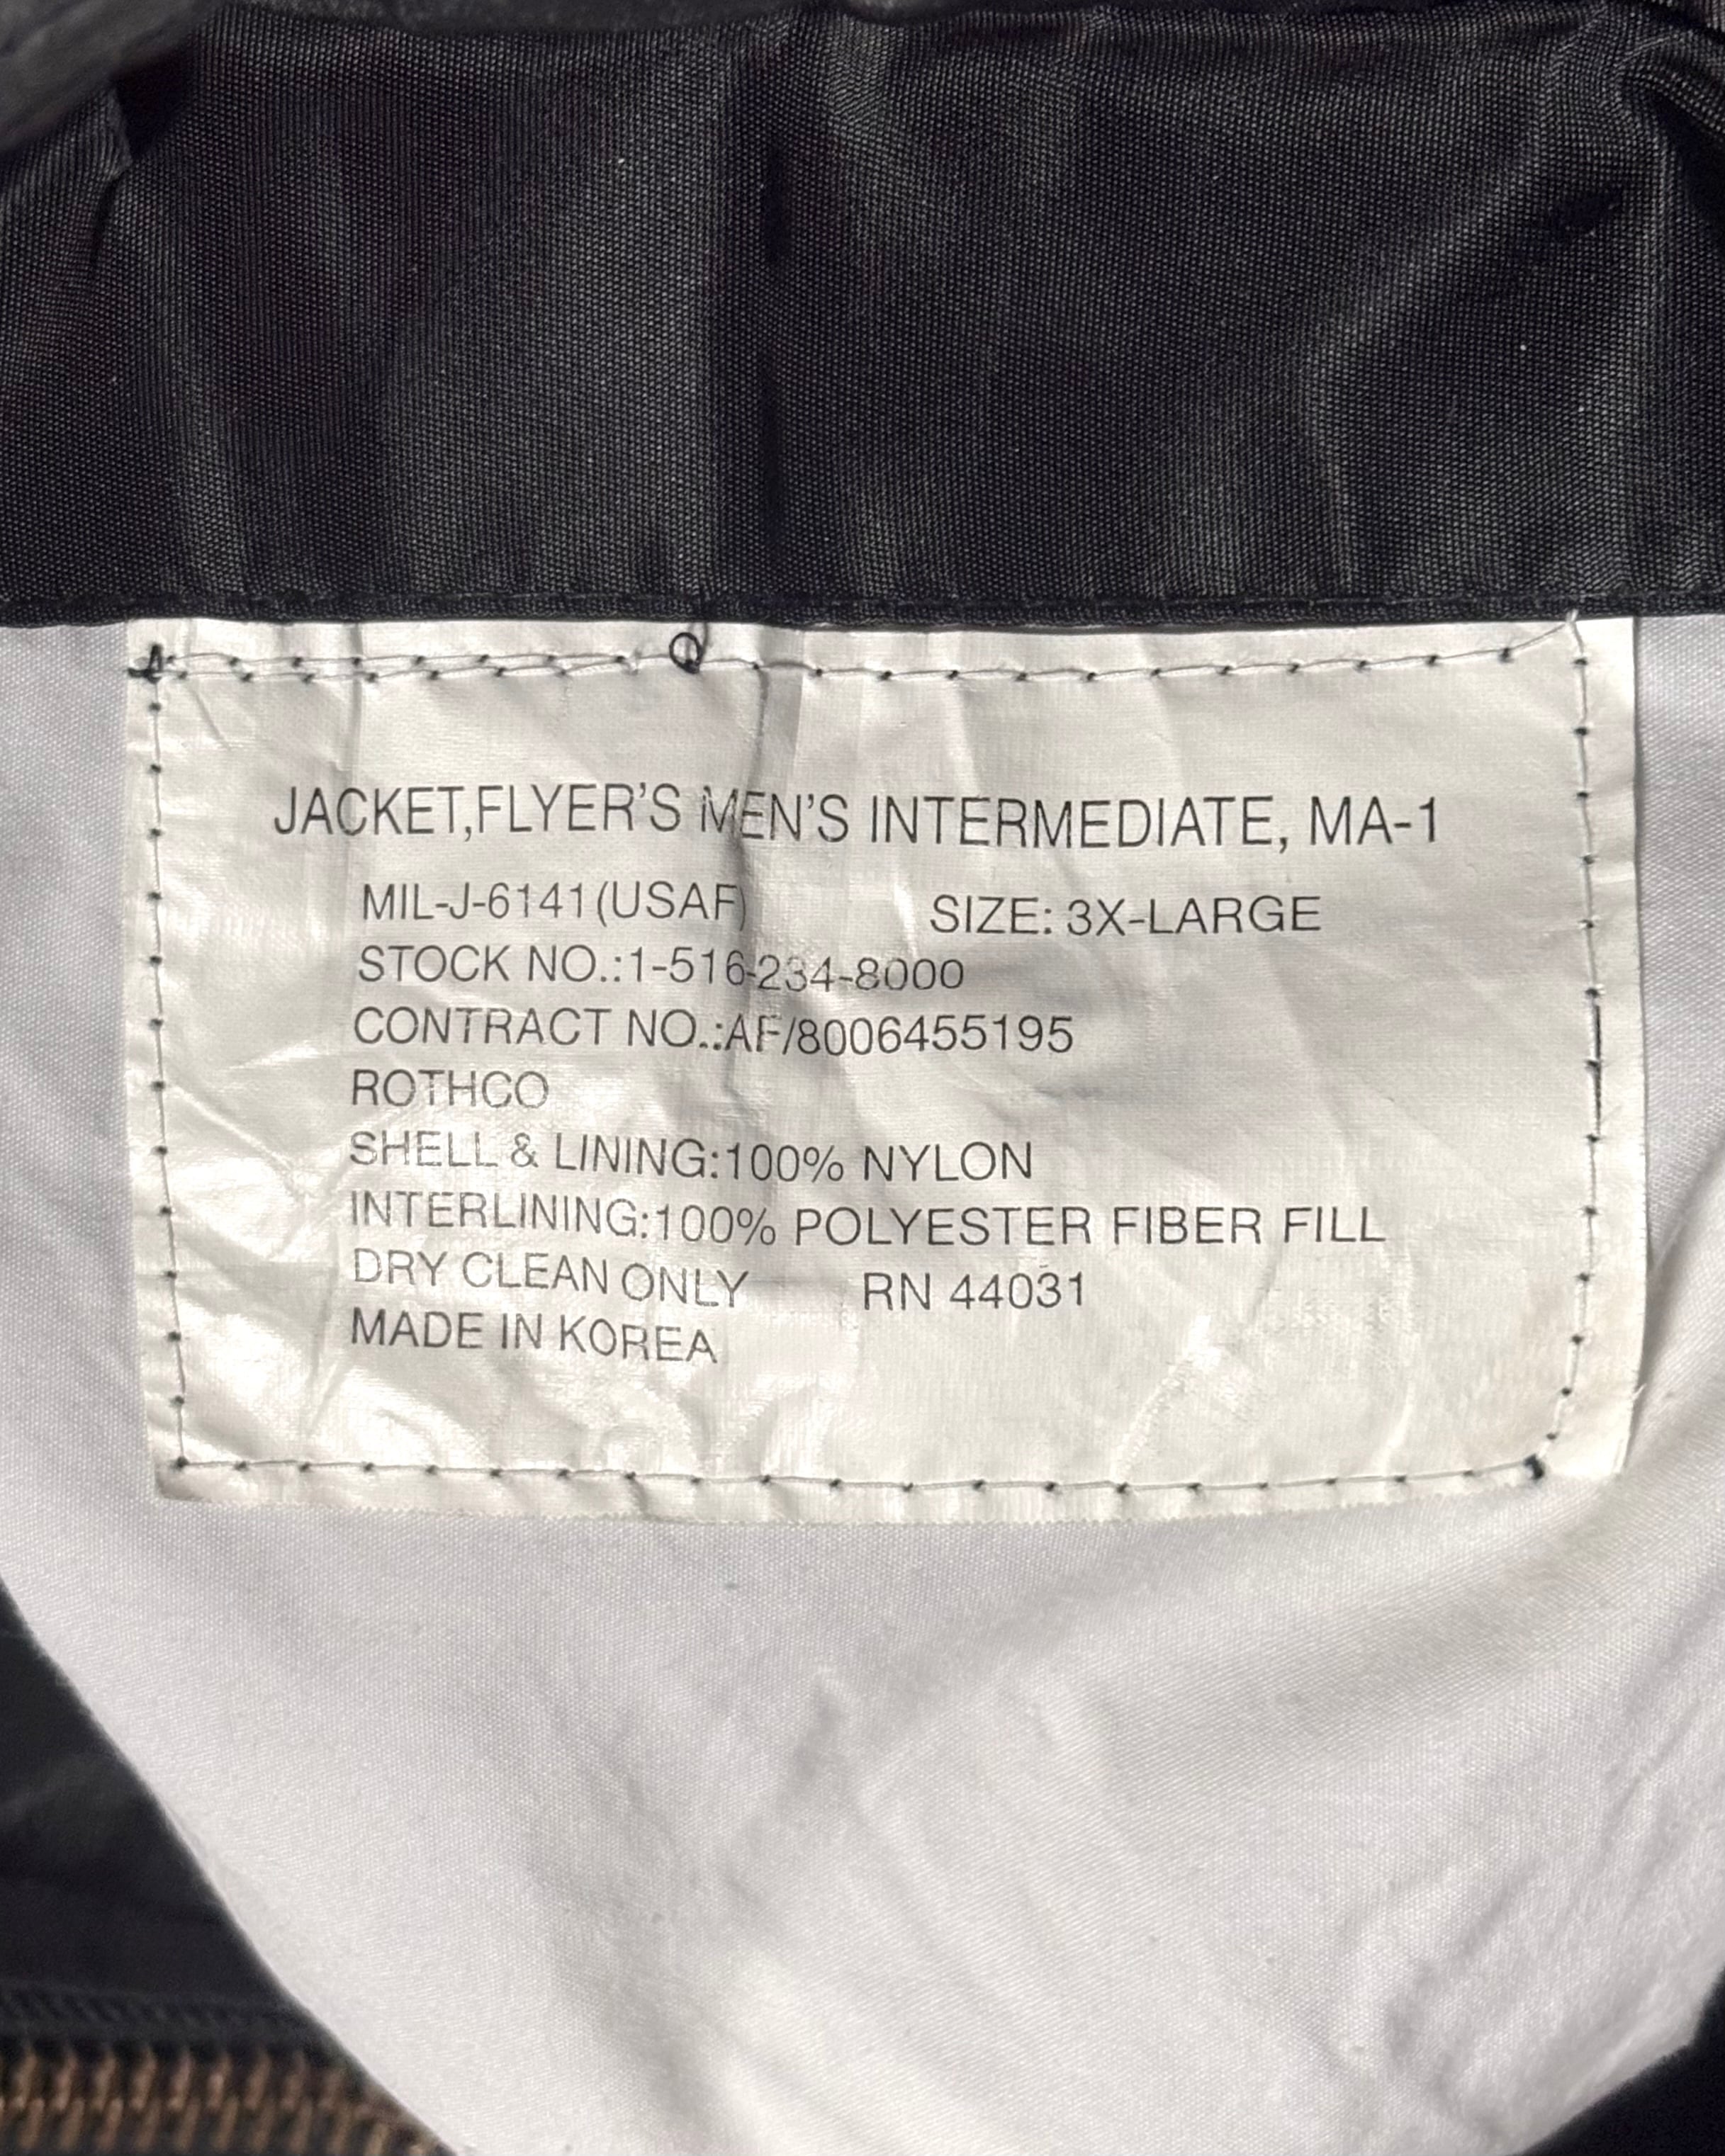 JACKET,FLYER'S MEN'S INTERMEDIATE, MA-1
MIL-J-6141(USAF) SIZE: 3X-LARGE
STOCK NO.:1-516-234-8000
CONTRACT NO.:AF/8006455195
ROTHCO
SHELL & LINING:100% NYLON
INTERLINING:100% POLYESTER FIBER FILL
DRY CLEAN ONLY RN 44031
MADE IN KOREA